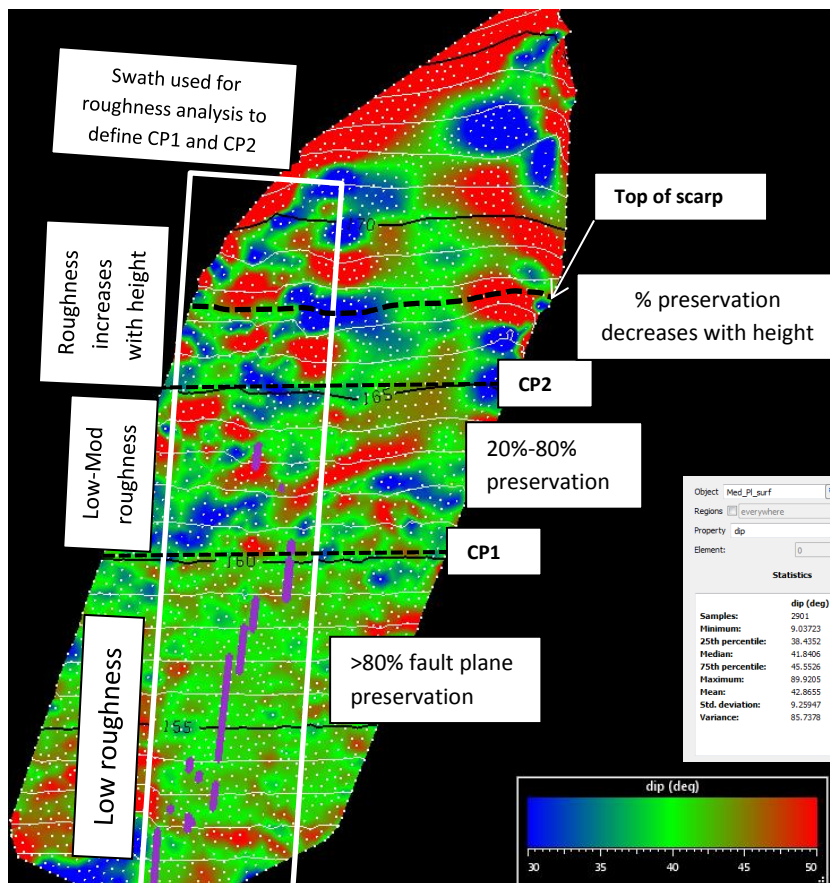 Swath used for
roughness analysis to
define CP1 and CP2
Top of scarp
70
Roughness
increases
with height
% preservation
decreases with height
CP2
165
Low-Mod
roughness
20%-80%
preservation
Object Med_Pl_surf
Regions everywhere
Property dip
Element: 0
Statistics
CP1
160
dip (deg)
Samples: 2901
Minimum: 9.03723
25th percentile: 38.4352
Median: 41.8406
75th percentile: 45.5526
Maximum: 89.9205
Mean: 42.8655
Std. deviation: 9.25947
Variance: 85.7378
Low roughness
>80% fault plane
preservation
155
dip (deg)
30 35 40 45 50